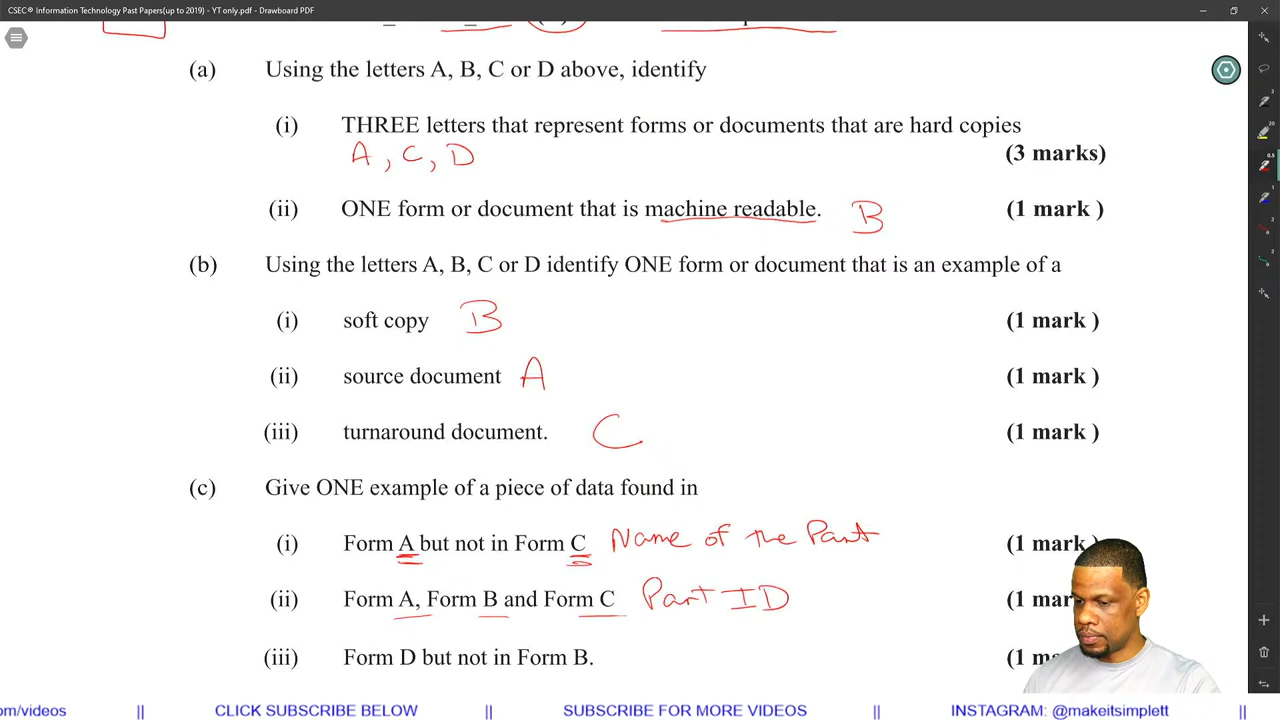 CSEC® Information Technology Past Papers(up to 2019) - YT only.pdf - Drawboard PDF
(a) Using the letters A, B, C or D above, identify
(i) THREE letters that represent forms or documents that are hard copies
A, C, D (3 marks)
(ii) ONE form or document that is machine readable. B (1 mark )
(b) Using the letters A, B, C or D identify ONE form or document that is an example of a
(i) soft copy B (1 mark )
(ii) source document A (1 mark )
(iii) turnaround document. C (1 mark )
(c) Give ONE example of a piece of data found in
(i) Form A but not in Form C Name of the Part (1 mark )
(ii) Form A, Form B and Form C Part ID (1 mar
(iii) Form D but not in Form B. (1 m
om/videos || CLICK SUBSCRIBE BELOW || SUBSCRIBE FOR MORE VIDEOS || INSTAGRAM: @makeitsimplett ||